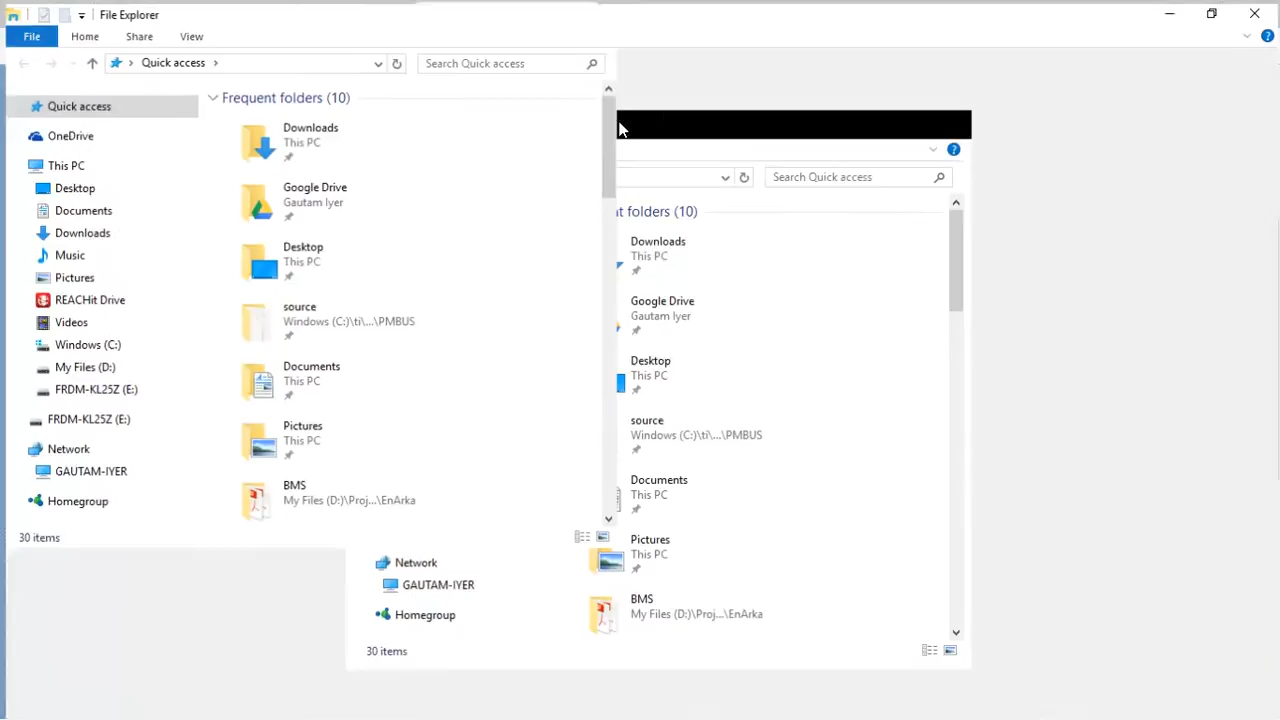 File Explorer
File Home Share View
Quick access
Search Quick access
Quick access
OneDrive
This PC
Desktop
Documents
Downloads
Music
Pictures
REACHit Drive
Videos
Windows (C:)
My Files (D:)
FRDM-KL25Z (E:)
FRDM-KL25Z (E:)
Network
GAUTAM-IYER
Homegroup
30 items
Frequent folders (10)
Downloads
This PC
Google Drive
Gautam Iyer
Desktop
This PC
source
Windows (C:)\ti\...\PMBUS
Documents
This PC
Pictures
This PC
BMS
My Files (D:)\Proj...\EnArka
Search Quick access
nt folders (10)
Downloads
This PC
Google Drive
Gautam Iyer
Desktop
This PC
source
Windows (C:)\ti\...\PMBUS
Documents
This PC
Pictures
This PC
BMS
My Files (D:)\Proj...\EnArka
Network
GAUTAM-IYER
Homegroup
30 items